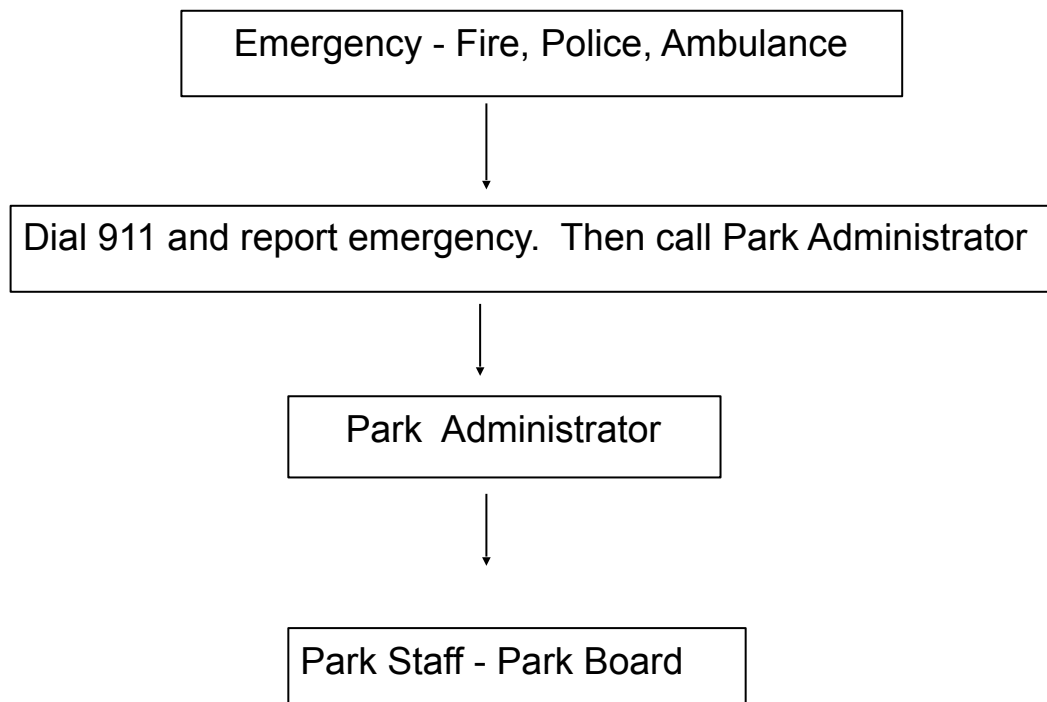 Emergency - Fire, Police, Ambulance
Dial 911 and report emergency.  Then call Park Administrator
Park  Administrator
Park Staff - Park Board